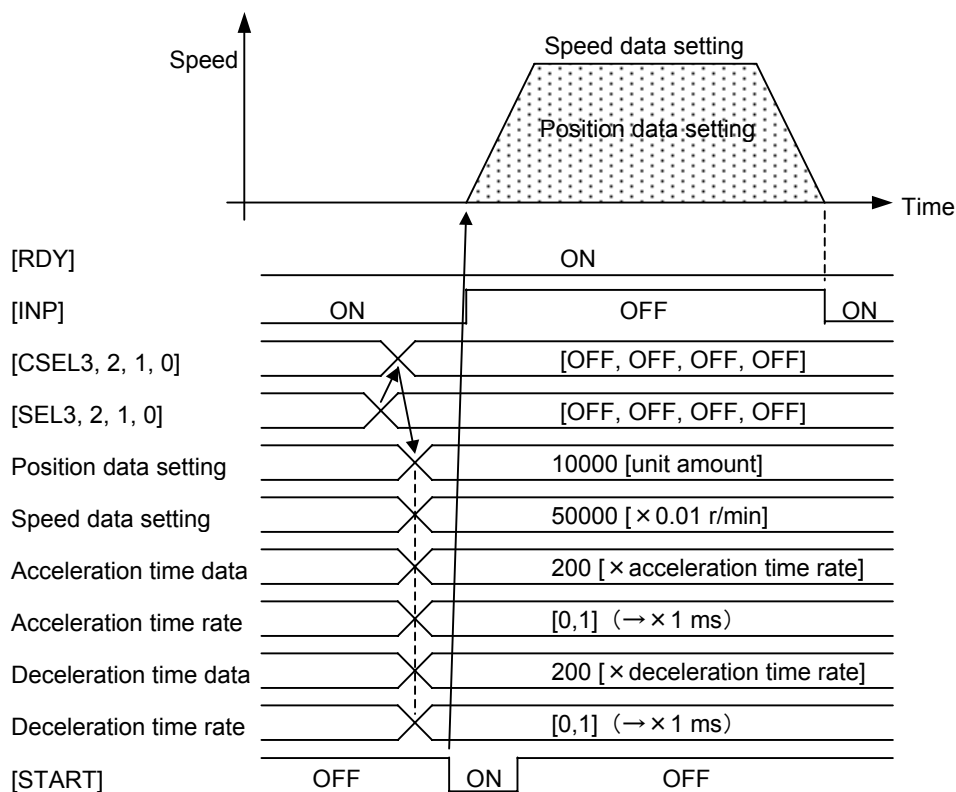 Speed data setting
Speed
Position data setting
Time
[RDY] ON
[INP] ON OFF ON
[CSEL3, 2, 1, 0] [OFF, OFF, OFF, OFF]
[SEL3, 2, 1, 0] [OFF, OFF, OFF, OFF]
Position data setting 10000 [unit amount]
Speed data setting 50000 [×0.01 r/min]
Acceleration time data 200 [×acceleration time rate]
Acceleration time rate [0,1]（→×1 ms）
Deceleration time data 200 [×deceleration time rate]
Deceleration time rate [0,1]（→×1 ms）
[START] OFF ON OFF